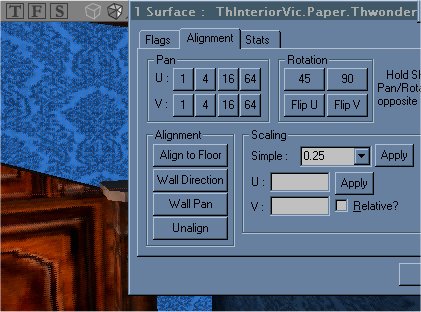 T F S
1 Surface : ThInteriorVic.Paper.Thwonder
Flags Alignment Stats
Pan
U : 1 4 16 64
V : 1 4 16 64
Rotation
45 90
Flip U Flip V
Hold S
Pan/Rota
opposite
Alignment
Align to Floor
Wall Direction
Wall Pan
Unalign
Scaling
Simple : 0.25 Apply
U : Apply
V : Relative?